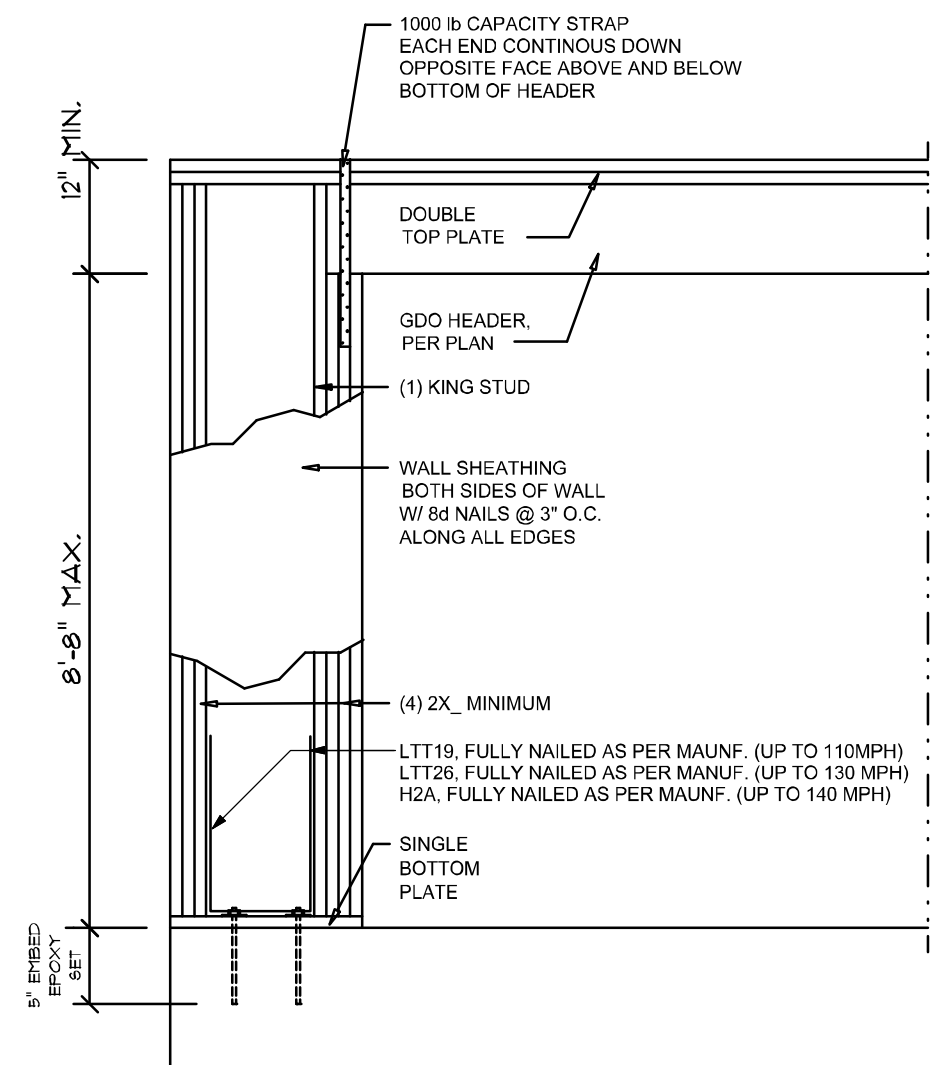 1000 lb CAPACITY STRAP
EACH END CONTINOUS DOWN
OPPOSITE FACE ABOVE AND BELOW
BOTTOM OF HEADER
12" MIN.
DOUBLE
TOP PLATE
GDO HEADER,
PER PLAN
(1) KING STUD
WALL SHEATHING
BOTH SIDES OF WALL
W/ 8d NAILS @ 3" O.C.
ALONG ALL EDGES
8'-8" MAX.
(4) 2X_ MINIMUM
LTT19, FULLY NAILED AS PER MAUNF. (UP TO 110MPH)
LTT26, FULLY NAILED AS PER MANUF. (UP TO 130 MPH)
H2A, FULLY NAILED AS PER MAUNF. (UP TO 140 MPH)
SINGLE
BOTTOM
PLATE
5" EMBED
EPOXY
SET